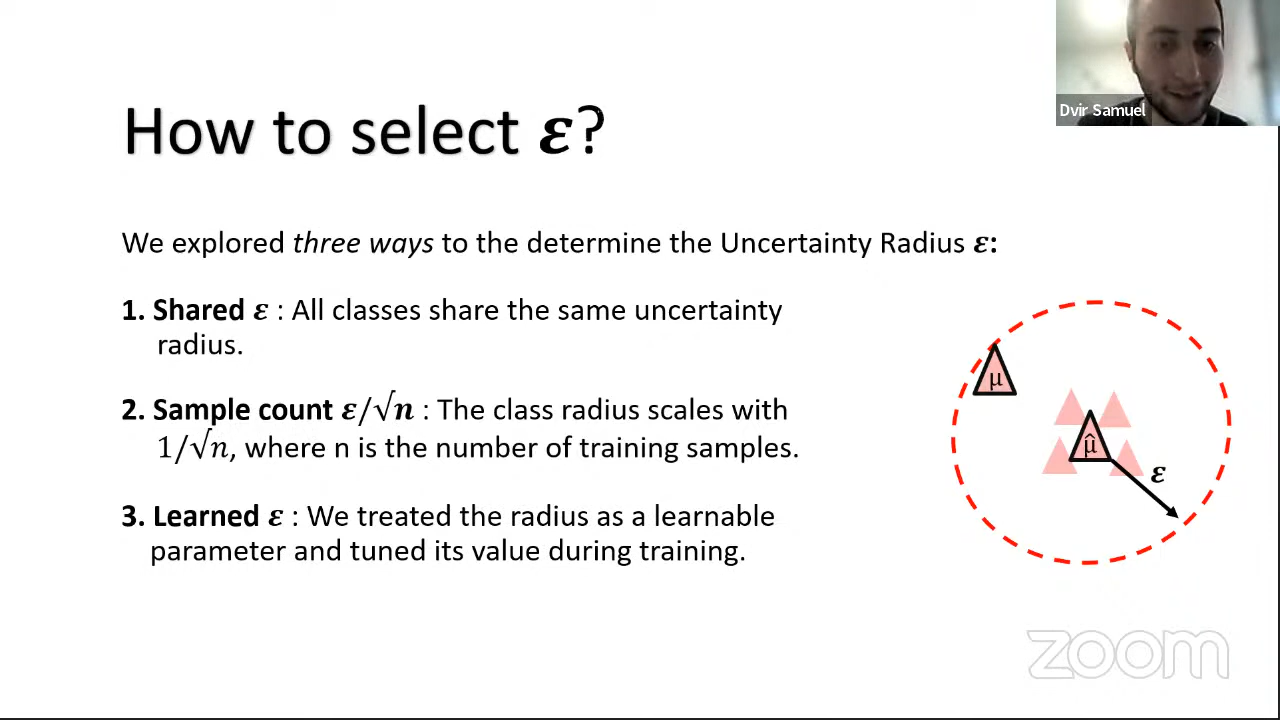 Dvir Samuel
How to select ε?
We explored three ways to the determine the Uncertainty Radius ε:
1. Shared ε : All classes share the same uncertainty
radius.
2. Sample count ε/√n : The class radius scales with
1/√n, where n is the number of training samples.
3. Learned ε : We treated the radius as a learnable
parameter and tuned its value during training.
μ
μ̂
ε
zoom